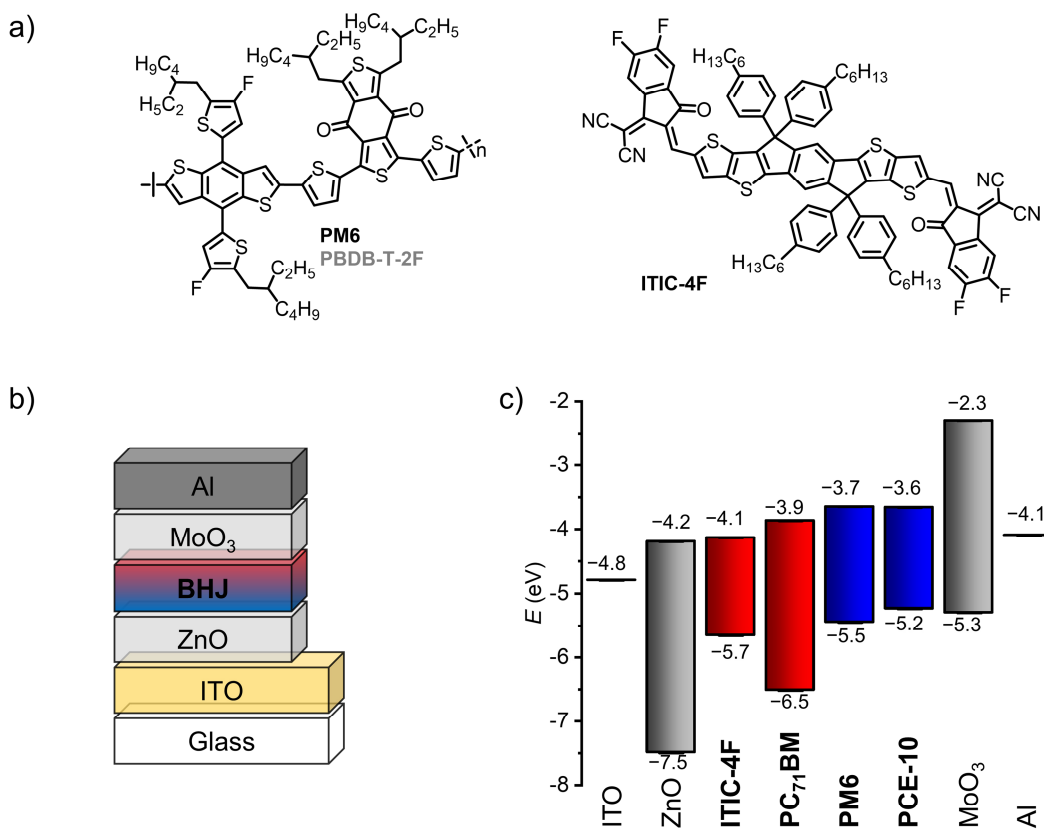 a)
H₉C₄
C₂H₅
H₉C₄
C₂H₅
H₉C₄
H₅C₂
F
S
S
O
O
S
S
S
S
S
n
S
F
C₂H₅
C₄H₉
PM6
PBDB-T-2F
F
F
H₁₃C₆
C₆H₁₃
O
NC
CN
S
S
S
S
NC
CN
O
H₁₃C₆
C₆H₁₃
F
F
ITIC-4F
b)
Al
MoO₃
BHJ
ZnO
ITO
Glass
c)
E (eV)
-2
-3
-4
-5
-6
-7
-8
−4.8
−4.2
−7.5
−4.1
−5.7
−3.9
−6.5
−3.7
−5.5
−3.6
−5.2
−2.3
−5.3
−4.1
ITO
ZnO
ITIC-4F
PC₇₁BM
PM6
PCE-10
MoO₃
Al